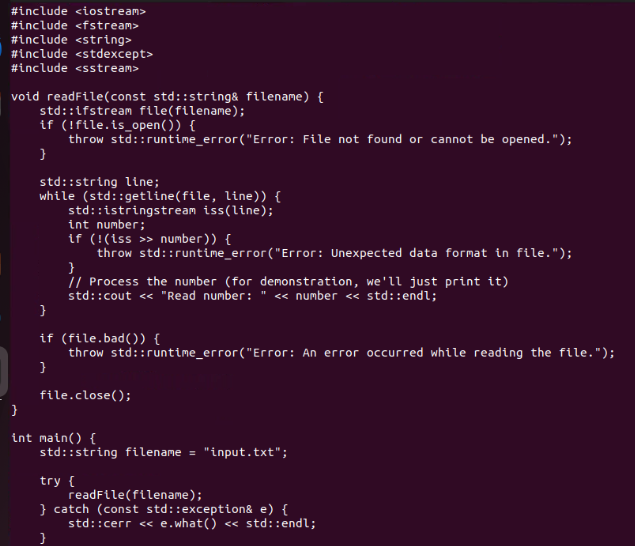 #include <iostream>
#include <fstream>
#include <string>
#include <stdexcept>
#include <sstream>

void readFile(const std::string& filename) {
    std::ifstream file(filename);
    if (!file.is_open()) {
        throw std::runtime_error("Error: File not found or cannot be opened.");
    }

    std::string line;
    while (std::getline(file, line)) {
        std::istringstream iss(line);
        int number;
        if (!(iss >> number)) {
            throw std::runtime_error("Error: Unexpected data format in file.");
        }
        // Process the number (for demonstration, we'll just print it)
        std::cout << "Read number: " << number << std::endl;
    }

    if (file.bad()) {
        throw std::runtime_error("Error: An error occurred while reading the file.");
    }

    file.close();
}

int main() {
    std::string filename = "input.txt";

    try {
        readFile(filename);
    } catch (const std::exception& e) {
        std::cerr << e.what() << std::endl;
    }